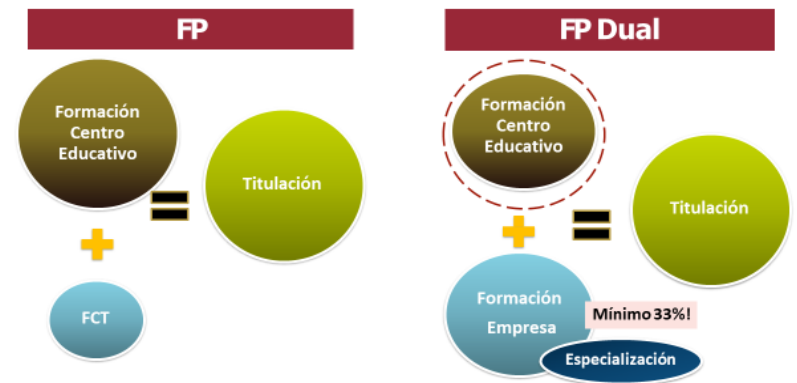 FP
Formación
Centro
Educativo
Titulación
FCT
FP Dual
Formación
Centro
Educativo
Titulación
Formación
Empresa
Mínimo 33%!
Especialización